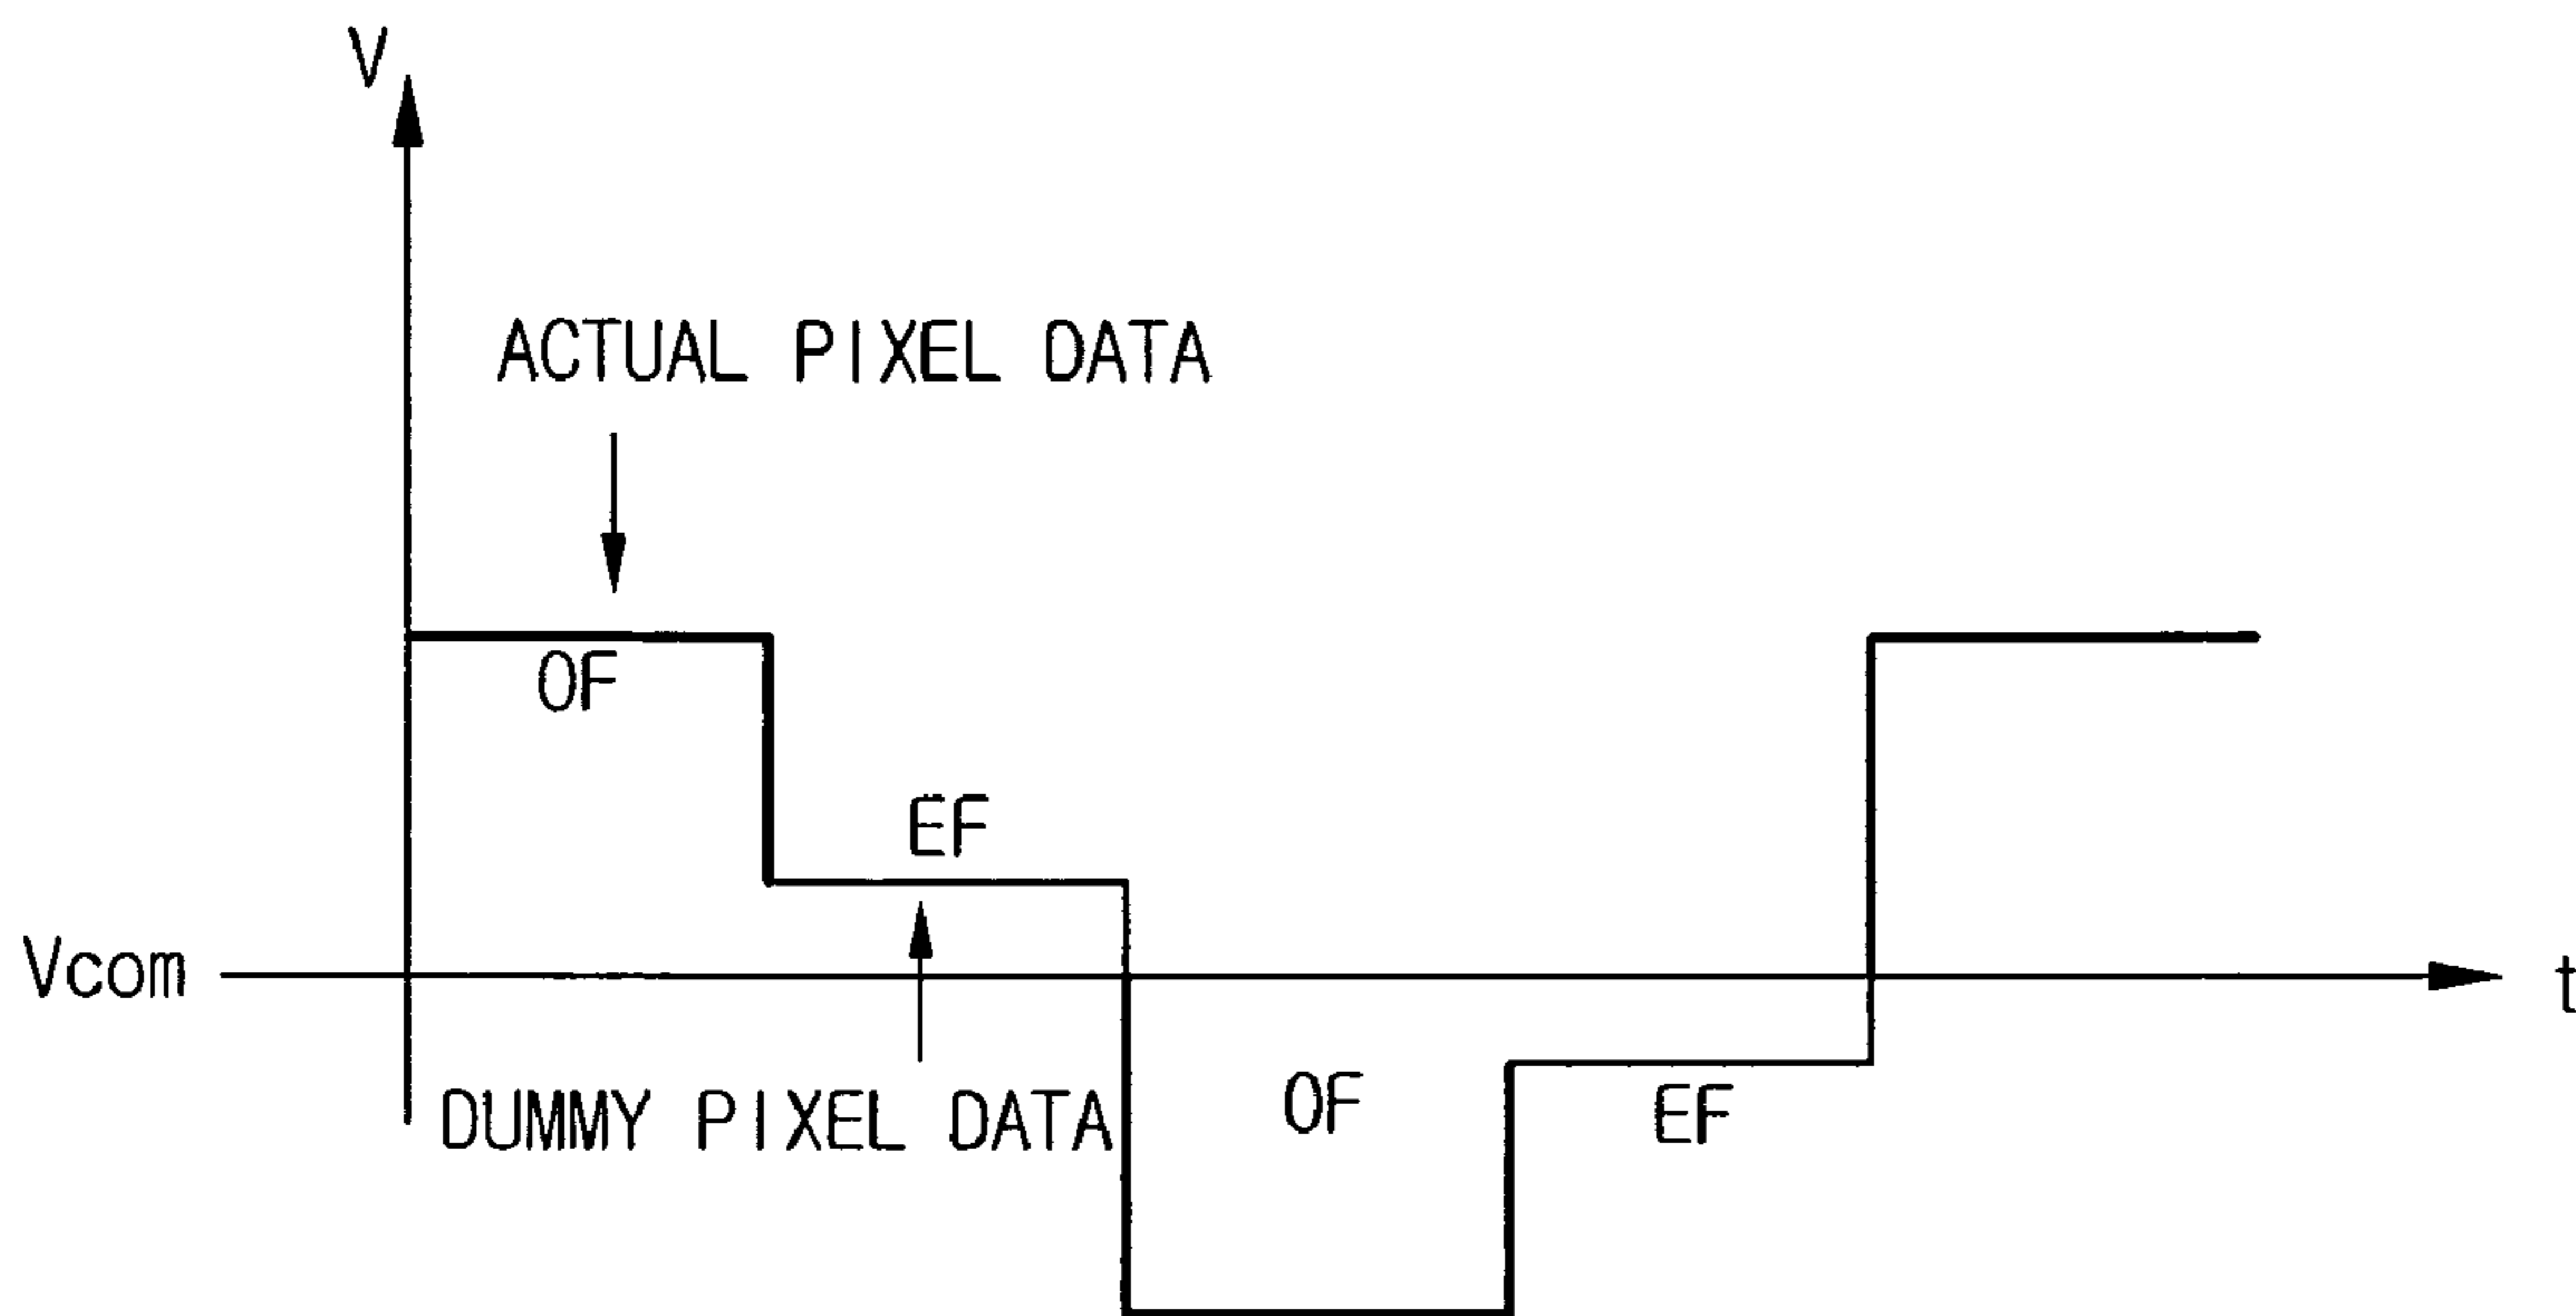 V
ACTUAL PIXEL DATA
OF
EF
Vcom
t
DUMMY PIXEL DATA
OF
EF